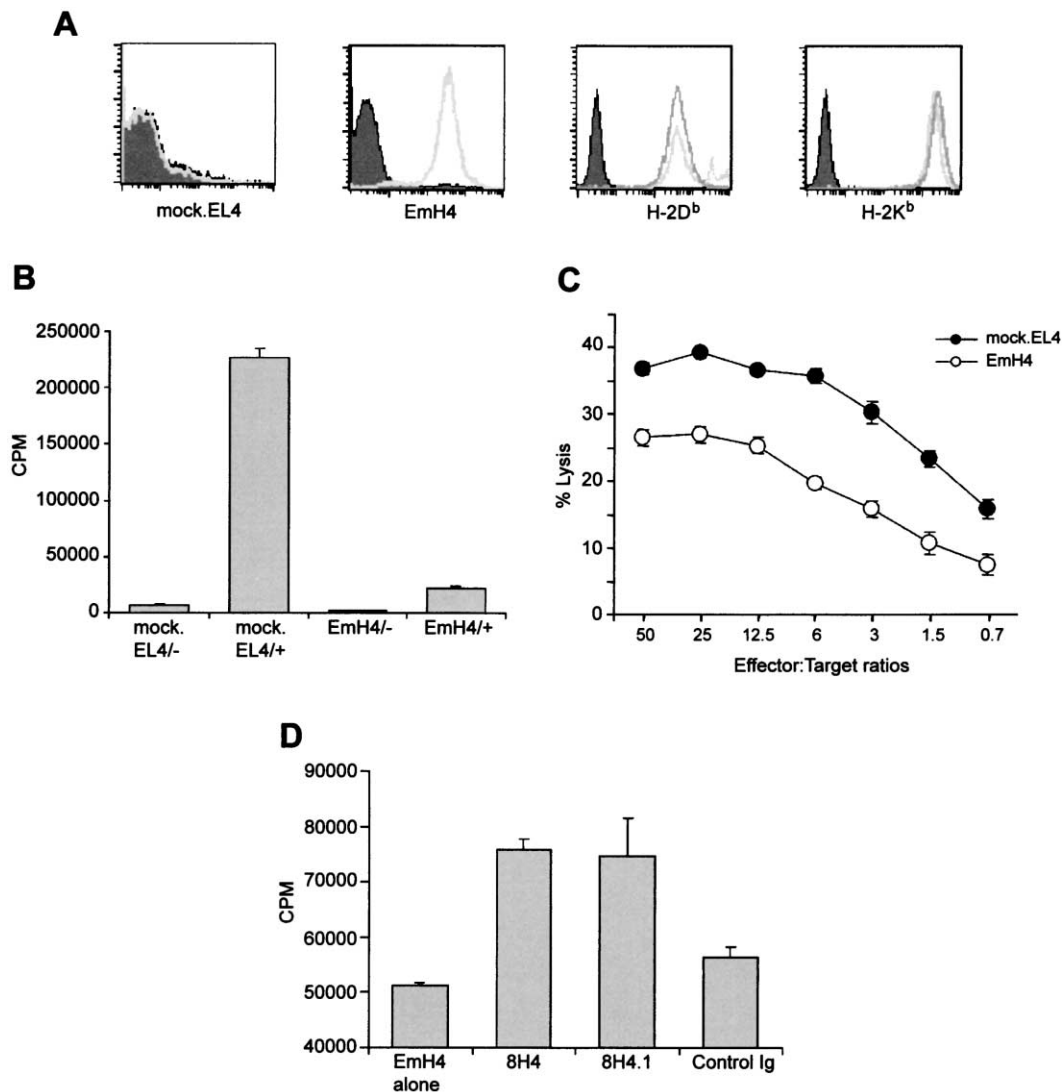 A
mock.EL4
EmH4
H-2Dᵇ
H-2Kᵇ
B
CPM
250000
200000
150000
100000
50000
0
mock.
EL4/-
mock.
EL4/+
EmH4/-
EmH4/+
C
% Lysis
40
30
20
10
0
50
25
12.5
6
3
1.5
0.7
Effector:Target ratios
mock.EL4
EmH4
D
CPM
90000
80000
70000
60000
50000
40000
EmH4
alone
8H4
8H4.1
Control Ig